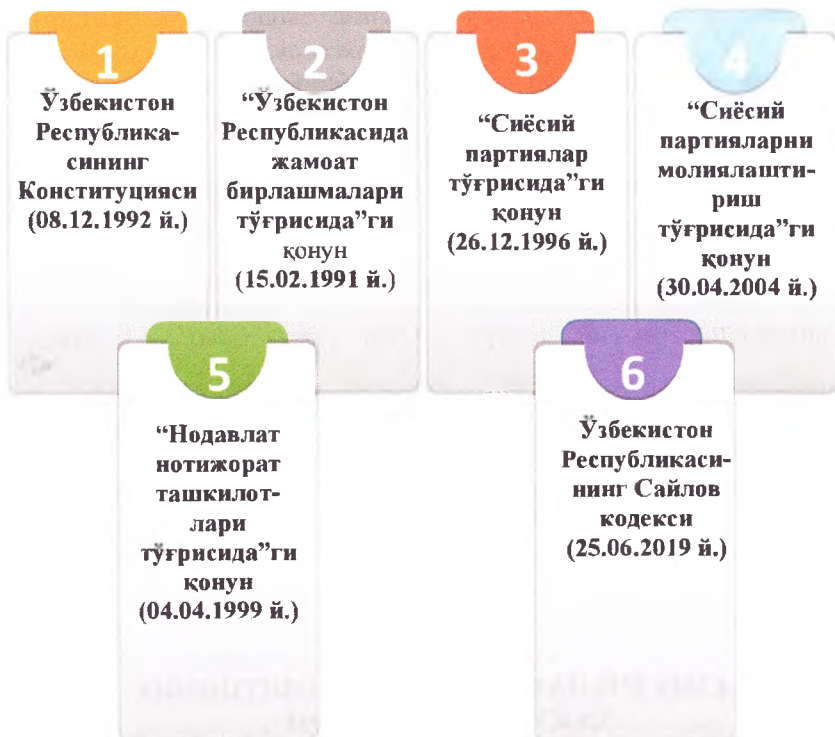 1
Ўзбекистон
Республика-
сининг
Конституцияси
(08.12.1992 й.)
2
“Ўзбекистон
Республикасида
жамоат
бирлашмалари
тўғрисида”ги
қонун
(15.02.1991 й.)
3
“Сиёсий
партиялар
тўғрисида”ги
қонун
(26.12.1996 й.)
4
“Сиёсий
партияларни
молиялашти-
риш
тўғрисида”ги
қонун
(30.04.2004 й.)
5
“Нодавлат
нотижорат
ташкилот-
лари
тўғрисида”ги
қонун
(04.04.1999 й.)
6
Ўзбекистон
Республикаси-
нинг Сайлов
кодекси
(25.06.2019 й.)